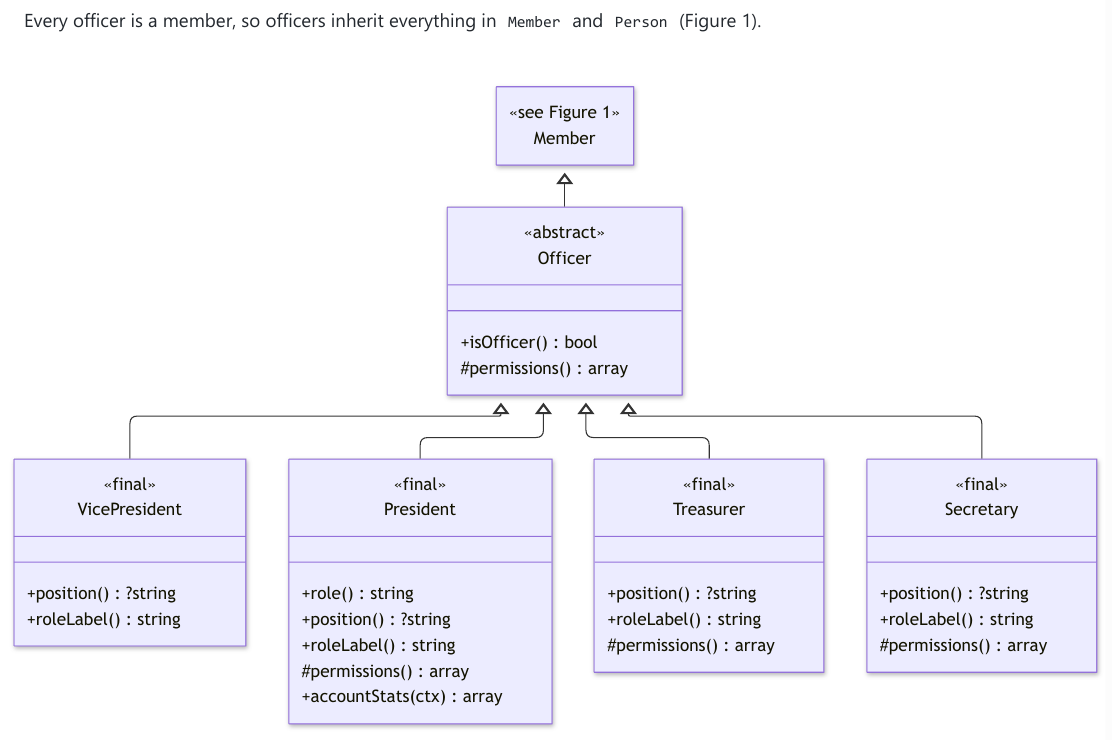 Every officer is a member, so officers inherit everything in Member and Person (Figure 1).
«see Figure 1»
Member
«abstract»
Officer
+isOfficer() : bool
#permissions() : array
«final»
VicePresident
+position() : ?string
+roleLabel() : string
«final»
President
+role() : string
+position() : ?string
+roleLabel() : string
#permissions() : array
+accountStats(ctx) : array
«final»
Treasurer
+position() : ?string
+roleLabel() : string
#permissions() : array
«final»
Secretary
+position() : ?string
+roleLabel() : string
#permissions() : array